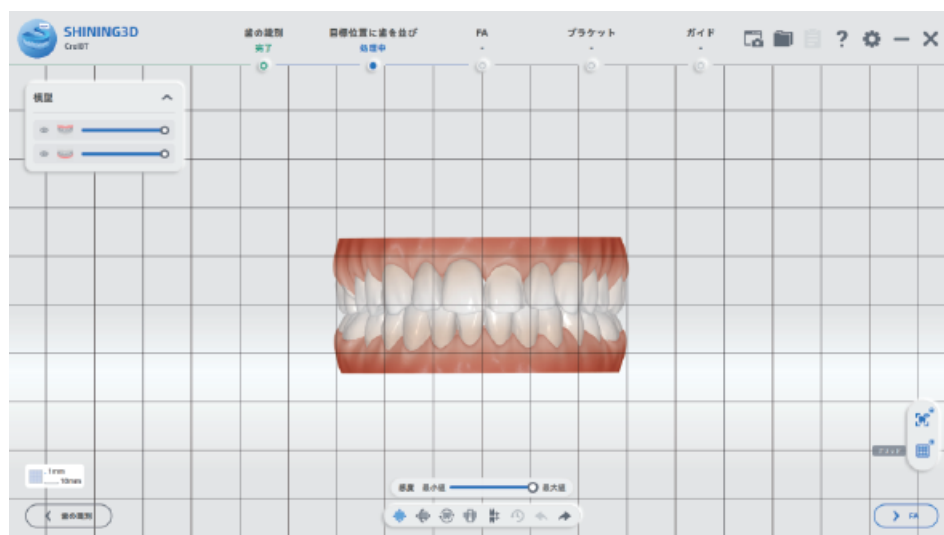 SHINING3D
歯の識別
完了
目標位置に歯を並び
処理中
FA
-
ブラケット
-
ガイド
-
模型
1mm
10mm
感度 最小値 最大値
歯の識別
FA